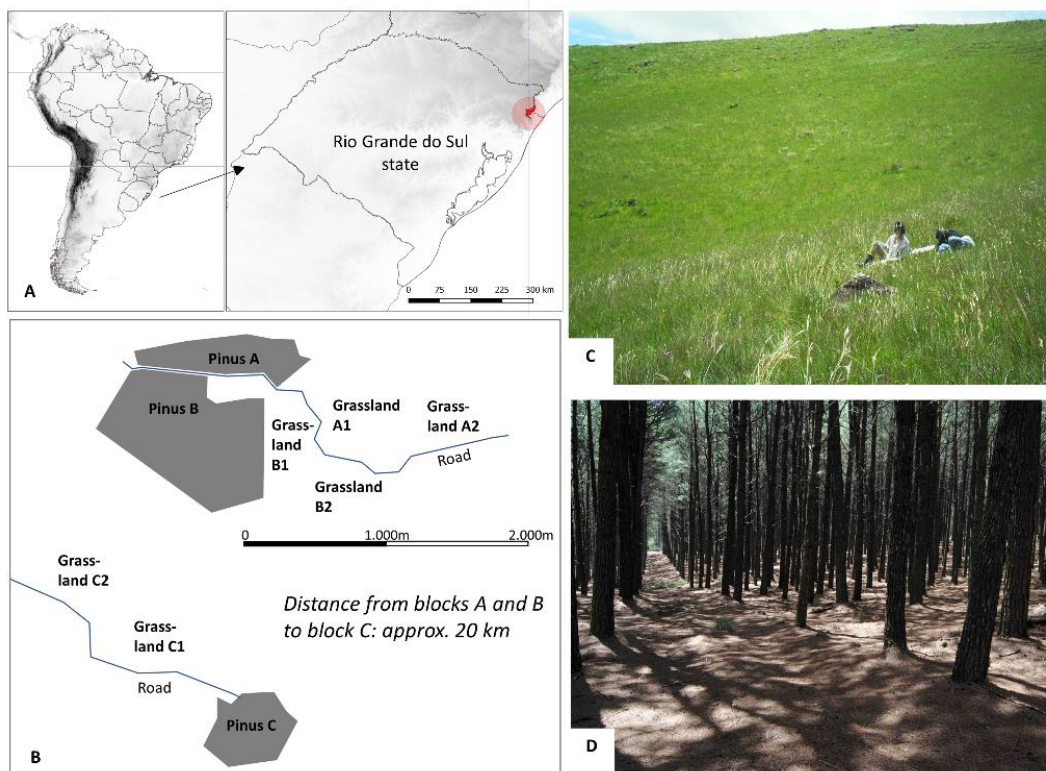 Rio Grande do Sul
state
0 75 150 225 300 km
A
Pinus A
Pinus B
Grassland
A1
Grass-
land A2
Grass-
land
B1
Road
Grassland
B2
0 1.000m 2.000m
Grass-
land C2
Distance from blocks A and B
to block C: approx. 20 km
Grass-
land C1
Road
Pinus C
B
C
D